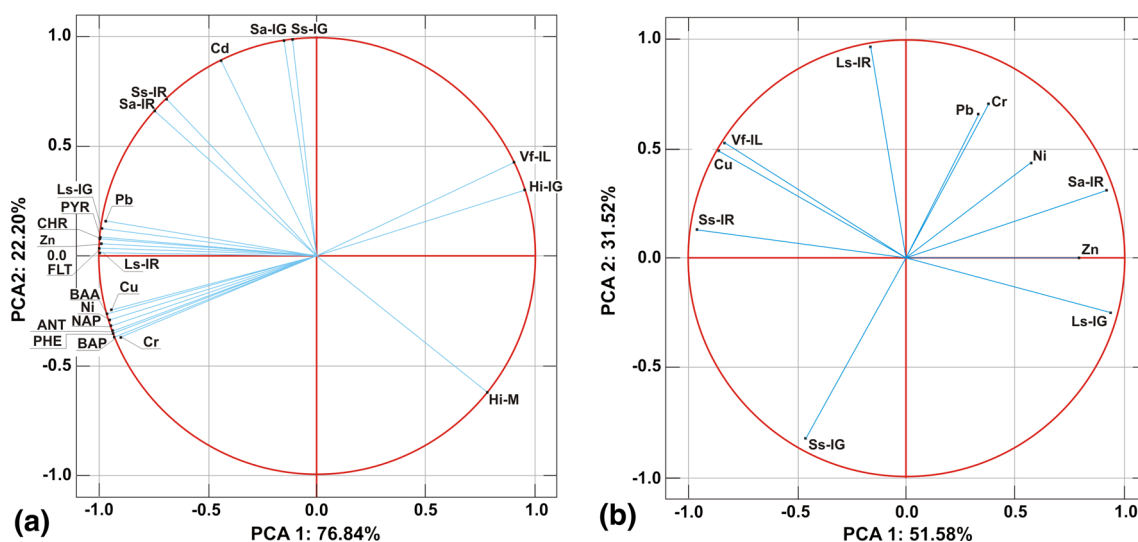 1.0
0.5
0.0
-0.5
-1.0
PCA2: 22.20%
Sa-IG Ss-IG
Cd
Ss-IR
Sa-IR
Vf-IL
Hi-IG
Ls-IG
Pb
PYR
CHR
Zn
FLT
Ls-IR
BAA
Cu
Ni
NAP
ANT
PHE
BAP
Cr
Hi-M
-1.0 -0.5 0.0 0.5 1.0
PCA 1: 76.84%
(a)
1.0
0.5
0.0
-0.5
-1.0
PCA 2: 31.52%
Ls-IR
Pb
Cr
Vf-IL
Cu
Ni
Sa-IR
Ss-IR
Zn
Ls-IG
Ss-IG
-1.0 -0.5 0.0 0.5 1.0
PCA 1: 51.58%
(b)